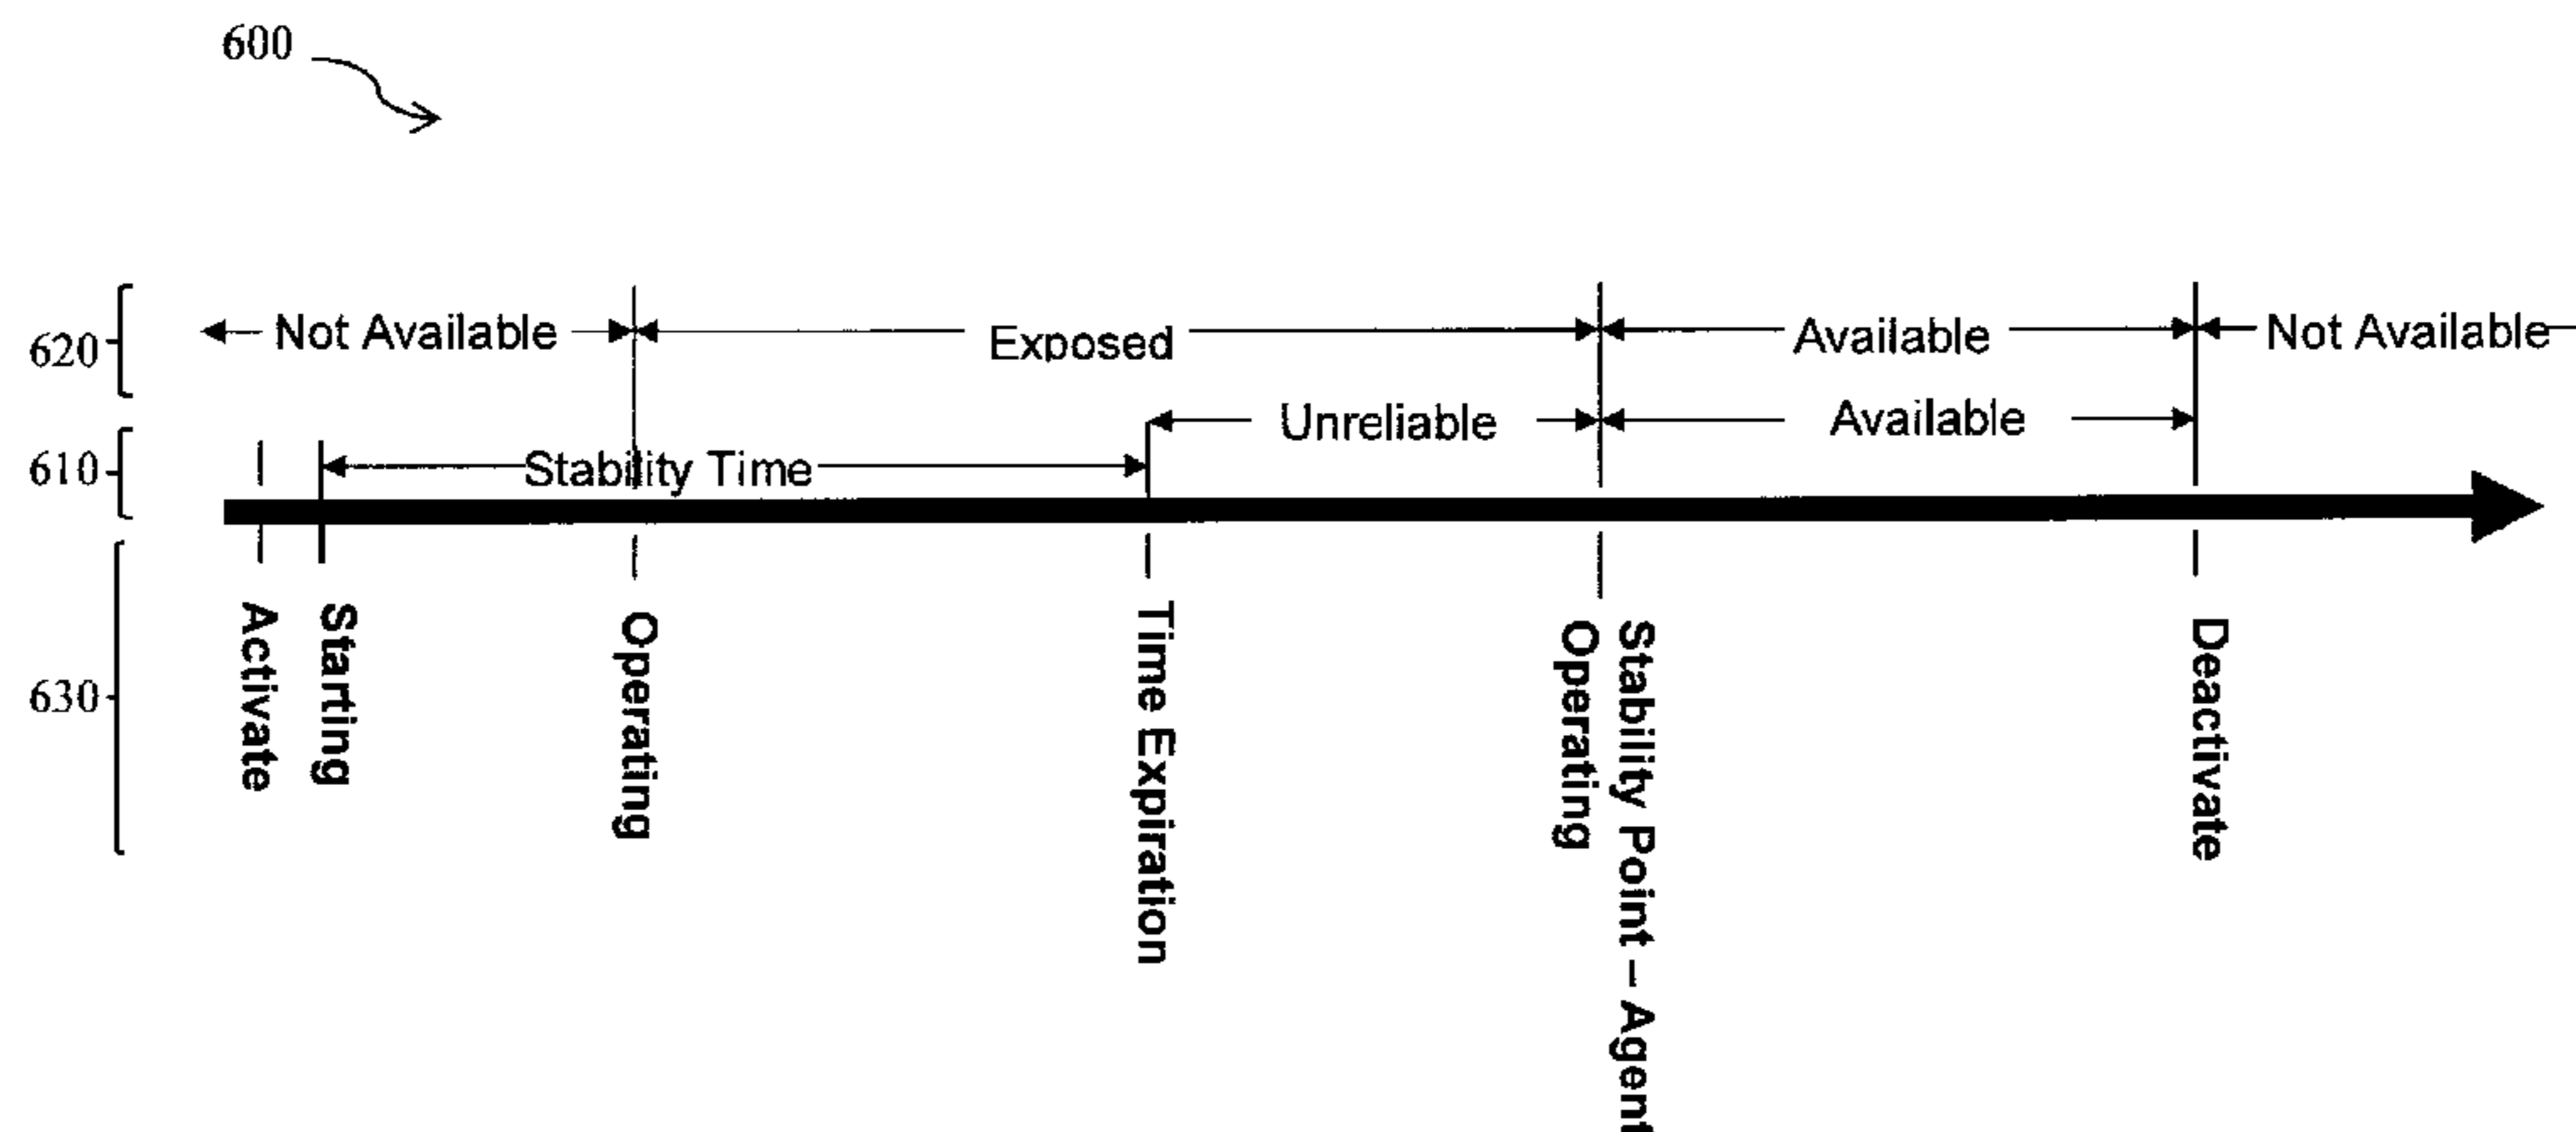 600
620
Not Available
Exposed
Available
Not Available
Unreliable
Available
610
Stability Time
630
Activate
Starting
Operating
Time Expiration
Stability Point – Agent
Operating
Deactivate